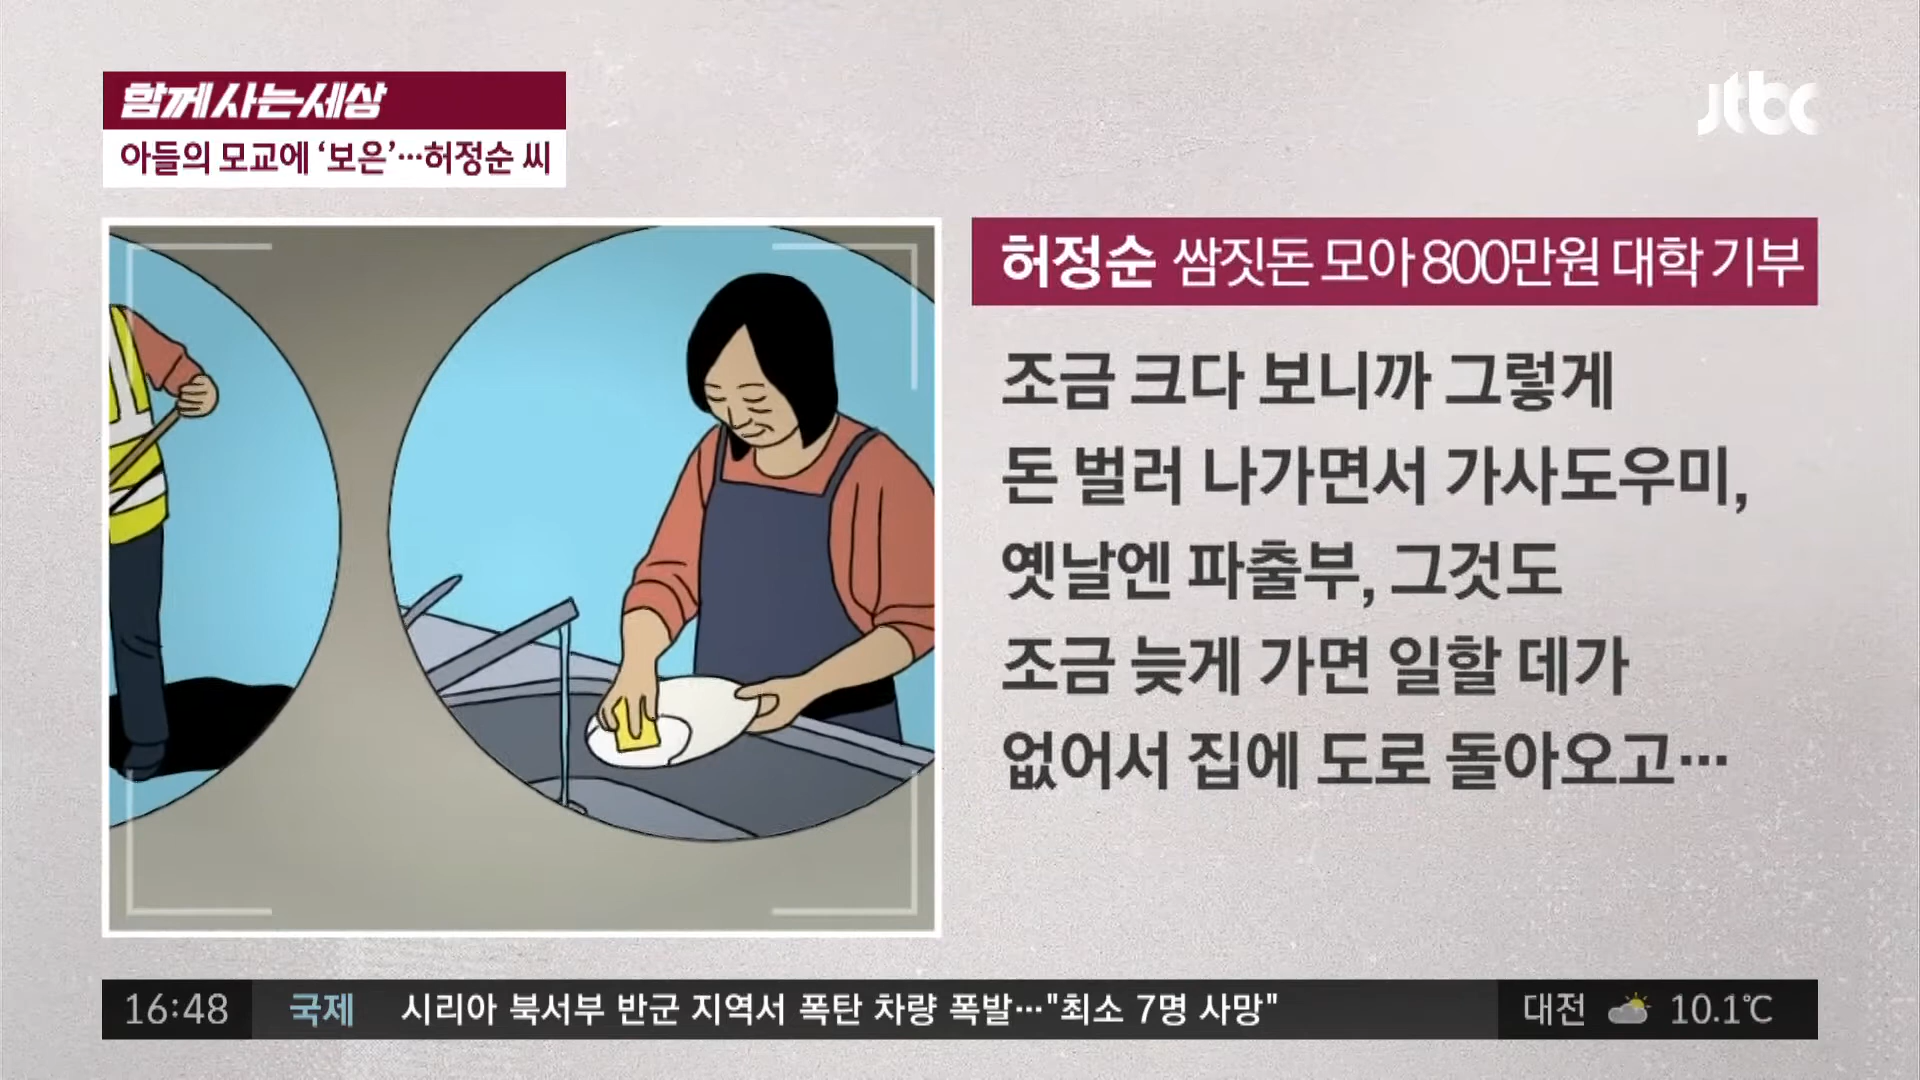 함께 사는 세상
jtbc
아들의 모교에 ‘보은’…허정순 씨
허정순 쌈짓돈 모아 800만원 대학 기부
조금 크다 보니까 그렇게
돈 벌러 나가면서 가사도우미,
옛날엔 파출부, 그것도
조금 늦게 가면 일할 데가
없어서 집에 도로 돌아오고…
16:48 국제 시리아 북서부 반군 지역서 폭탄 차량 폭발…"최소 7명 사망" 대전 10.1℃